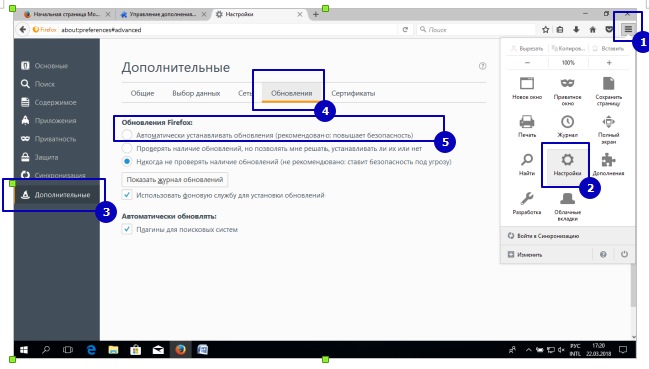 Начальная страница Mo...
Управление дополнения...
Настройки
1
Firefox about:preferences#advanced
Поиск
Вырезать
Копиров...
Вставить
100%
Основные
Поиск
Содержимое
Приложения
Приватность
Защита
Синхронизация
Дополнительные
3
Дополнительные
Общие
Выбор данных
Сеть
Обновления
Сертификаты
4
Обновления Firefox:
Автоматически устанавливать обновления (рекомендовано: повышает безопасность)
5
Проверять наличие обновлений, но позволять мне решать, устанавливать ли их или нет
Никогда не проверять наличие обновлений (не рекомендовано: ставит безопасность под угрозу)
Показать журнал обновлений
Использовать фоновую службу для установки обновлений
Автоматически обновлять:
Плагины для поисковых систем
Новое окно
Приватное окно
Сохранить страницу
Печать
Журнал
Полный экран
Найти
Настройки
2
Дополнения
Разработка
Облачные вкладки
Войти в Синхронизацию
Изменить
РУС
INTL
17:20
22.03.2018